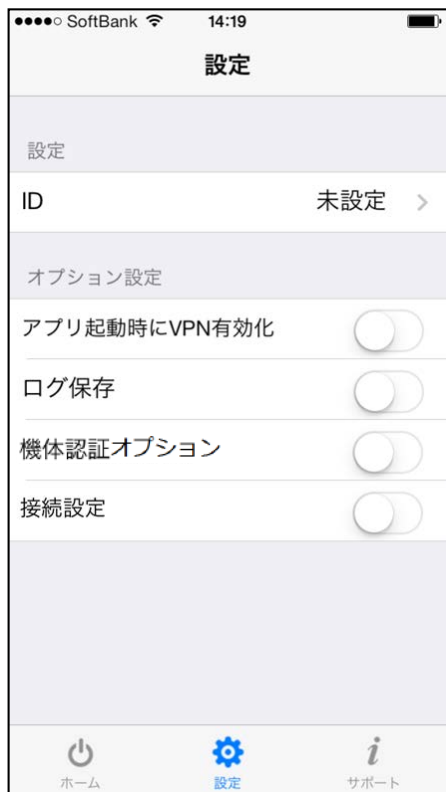 SoftBank 14:19
設定
設定
ID 未設定
オプション設定
アプリ起動時にVPN有効化
ログ保存
機体認証オプション
接続設定
ホーム 設定 サポート